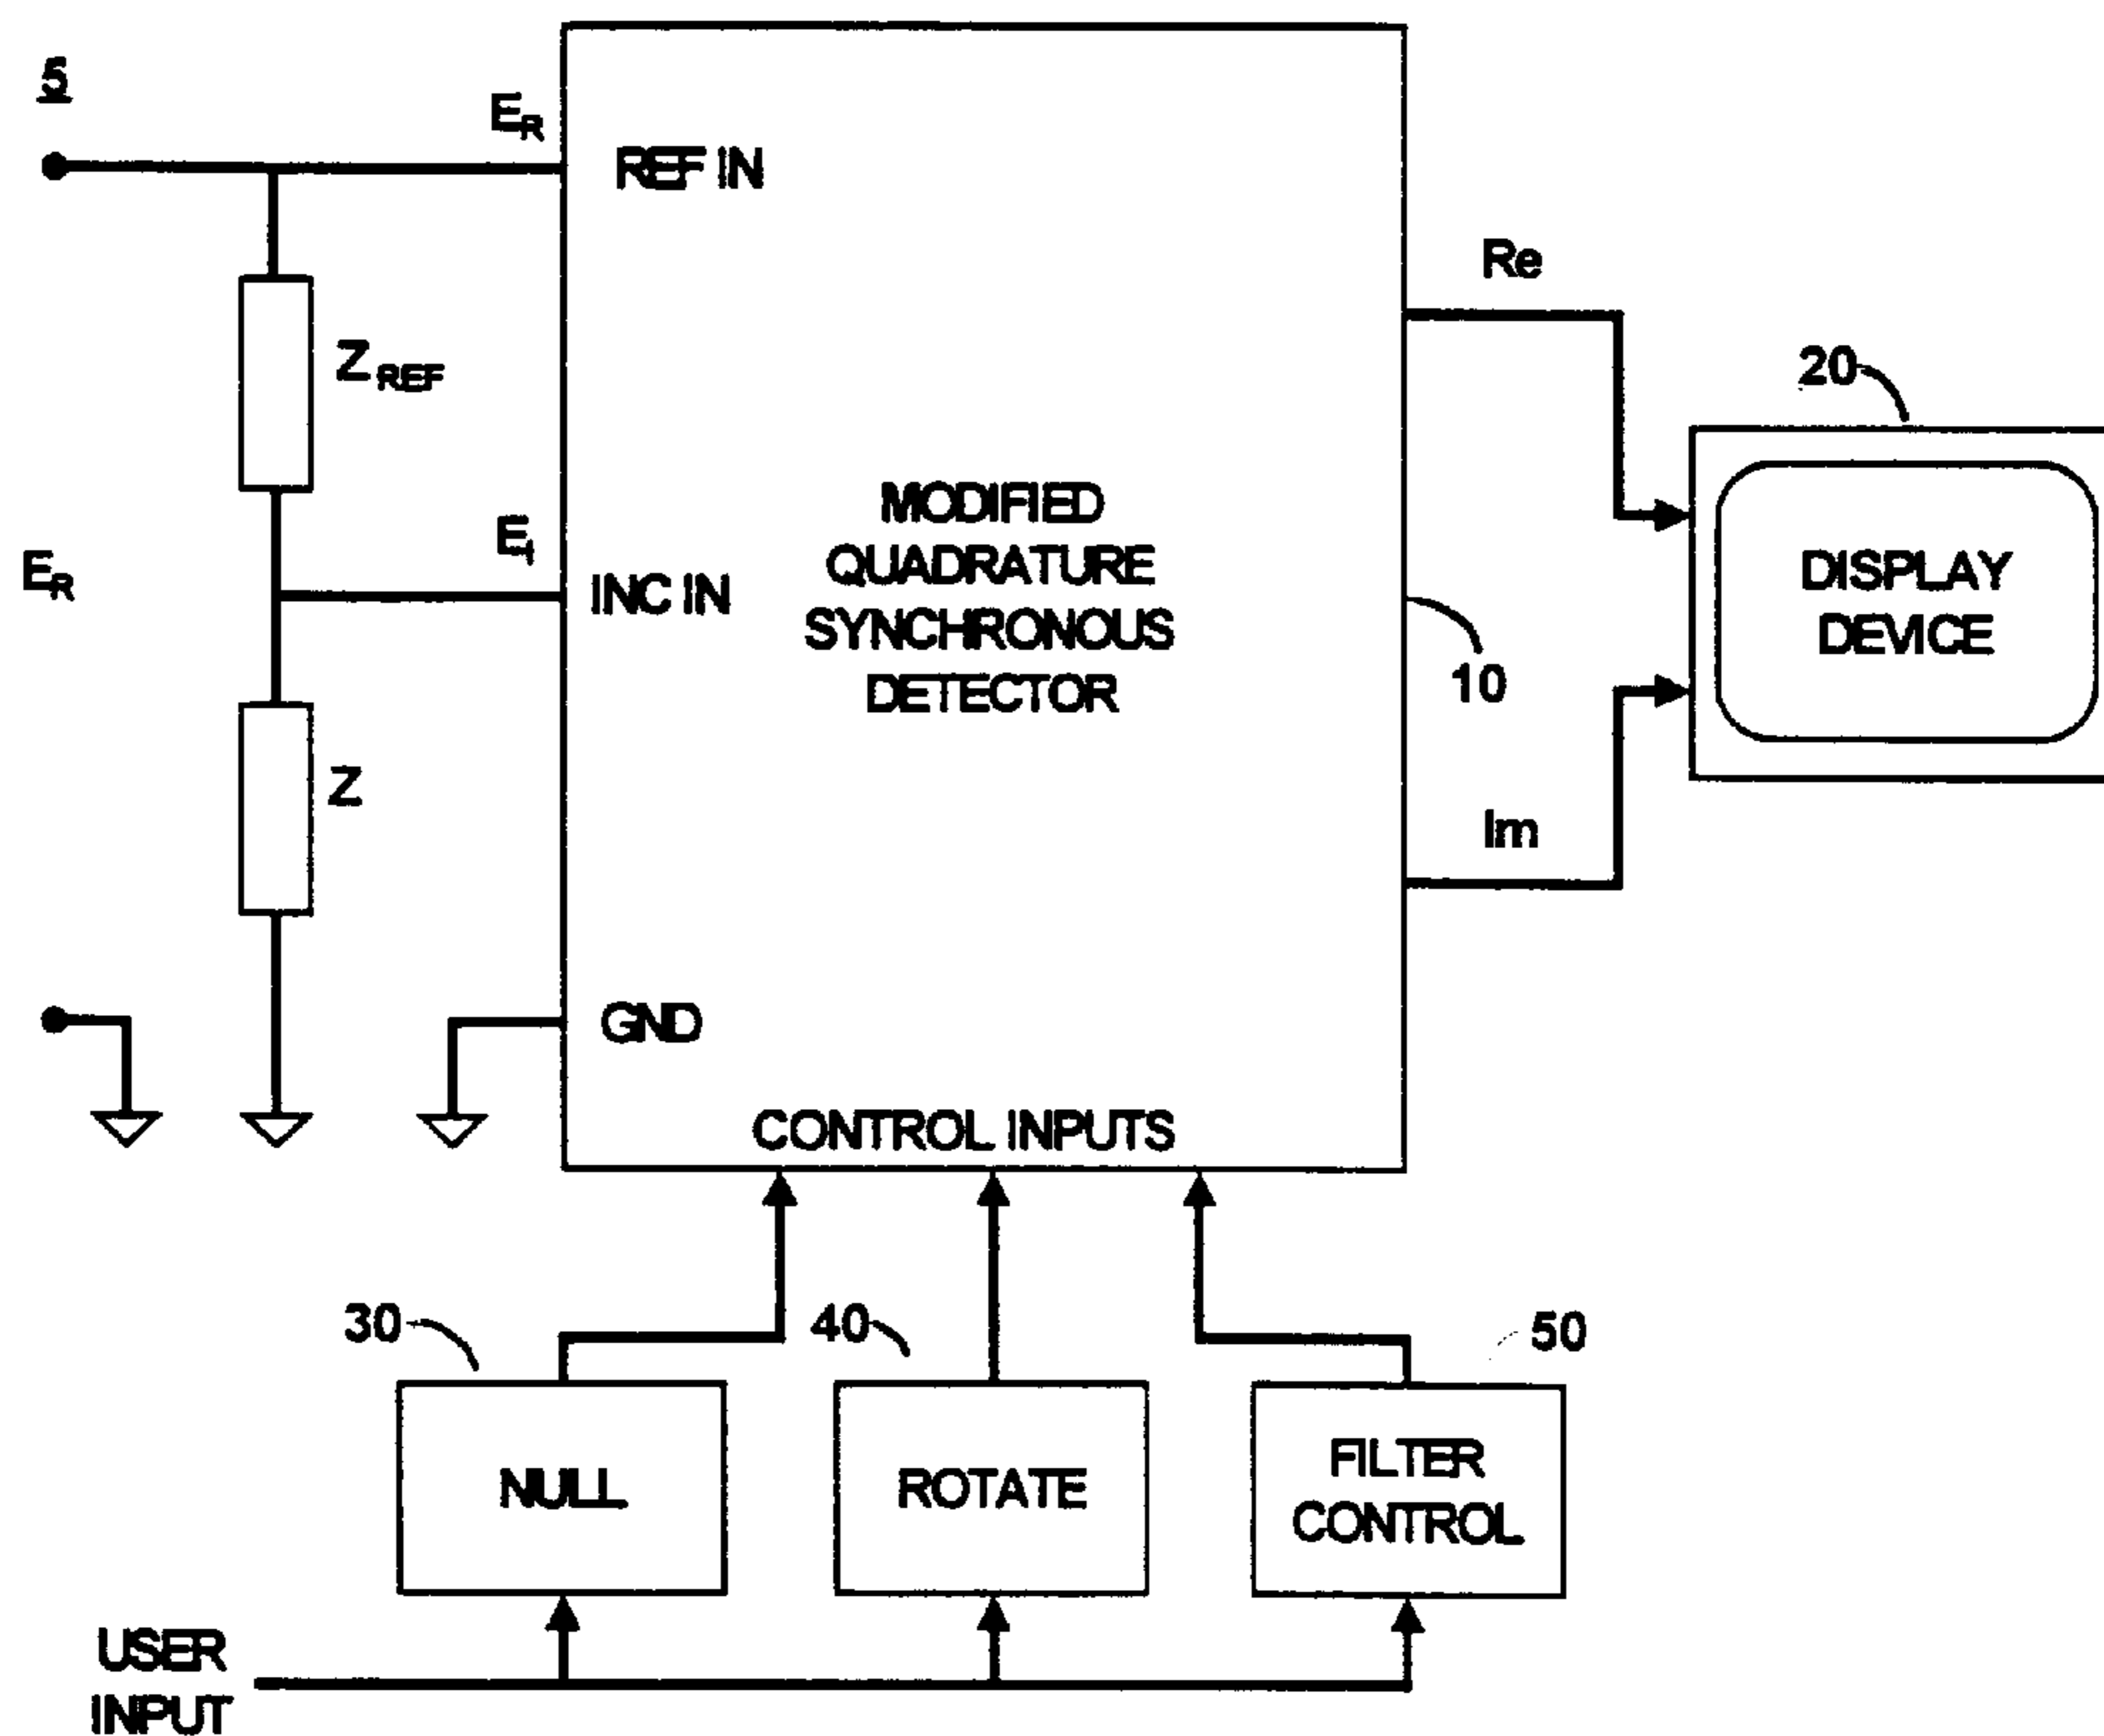 5
E_R
REF IN
Re
Z_REF
20
E_I
MODIFIED
QUADRATURE
SYNCHRONOUS
DETECTOR
E_R
INC IN
DISPLAY
DEVICE
10
Z
Im
GND
CONTROL INPUTS
30
40
50
NULL
ROTATE
FILTER
CONTROL
USER
INPUT